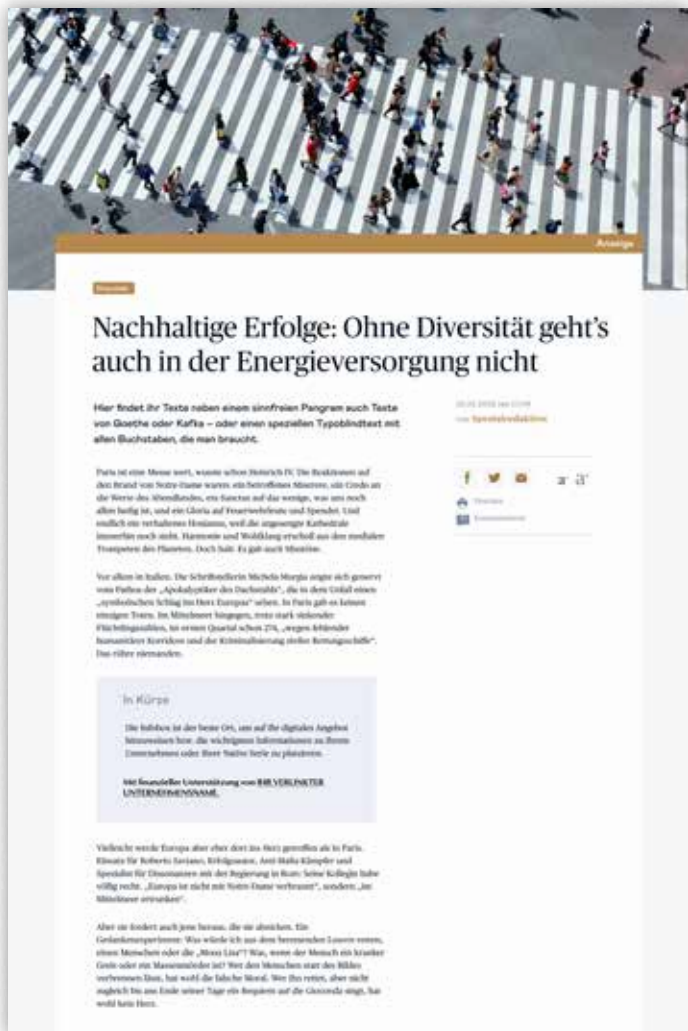 Anzeige
Nachhaltige Erfolge: Ohne Diversität geht's
auch in der Energieversorgung nicht
Hier findet ihr Texte neben einem sinnfreien Pangram auch Texte
von Goethe oder Kafka – oder einen speziellen Typoblindtext mit
allen Buchstaben, die man braucht.
von Spezialredaktion
Paris ist eine Messe wert, wusste schon Heinrich IV. Die Reaktionen auf
den Brand von Notre-Dame waren: ein betroffenes Miserere, ein Credo an
die Werte des Abendlandes, ein Sanctus auf das wenige, was uns noch
allen heilig ist, und ein Gloria auf Feuerwehrleute und Spender. Und
endlich ein verhaltenes Hosianna, weil die angesengte Kathedrale
immerhin noch steht. Harmonie und Wohlklang erscholl aus den medialen
Trompeten des Planeten. Doch halt: Es gab auch Misstöne.
Vor allem in Italien. Die Schriftstellerin Michela Murgia zeigte sich genervt
vom Pathos der „Apokalyptiker des Dachstuhls“, die in dem Unfall einen
„symbolischen Schlag ins Herz Europas“ sehen. In Paris gab es keinen
einzigen Toten. Im Mittelmeer hingegen, trotz stark sinkender
Flüchtlingszahlen, im ersten Quartal schon 274, „wegen fehlender
humanitärer Korridore und der Kriminalisierung ziviler Rettungsschiffe“.
Das rühre niemanden.
In Kürze
Die Infobox ist der beste Ort, um auf Ihr digitales Angebot
hinzuweisen bzw. die wichtigsten Informationen zu Ihrem
Unternehmen oder Ihrer Native Serie zu platzieren.
Mit finanzieller Unterstützung von IHR VERLINKTER
UNTERNEHMENSNAME.
Vielleicht werde Europa aber eher dort ins Herz getroffen als in Paris.
Einsatz für Roberto Saviano, Erfolgsautor, Anti-Mafia-Kämpfer und
Spezialist für Dissonanzen mit der Regierung in Rom: Seine Kollegin habe
völlig recht. „Europa ist nicht mit Notre-Dame verbrannt“, sondern „im
Mittelmeer ertrunken“.
Aber sie fordert auch jene heraus, die sie abnicken. Ein
Gedankenexperiment: Was würde ich aus dem brennenden Louvre retten,
einen Menschen oder die „Mona Lisa“? Was, wenn der Mensch ein kranker
Greis oder ein Massenmörder ist? Wer den Menschen statt des Bildes
verbrennen lässt, hat wohl die falsche Moral. Wer ihn rettet, aber nicht
zugleich bis ans Ende seiner Tage ein Requiem auf die Gioconda singt, hat
wohl kein Herz.